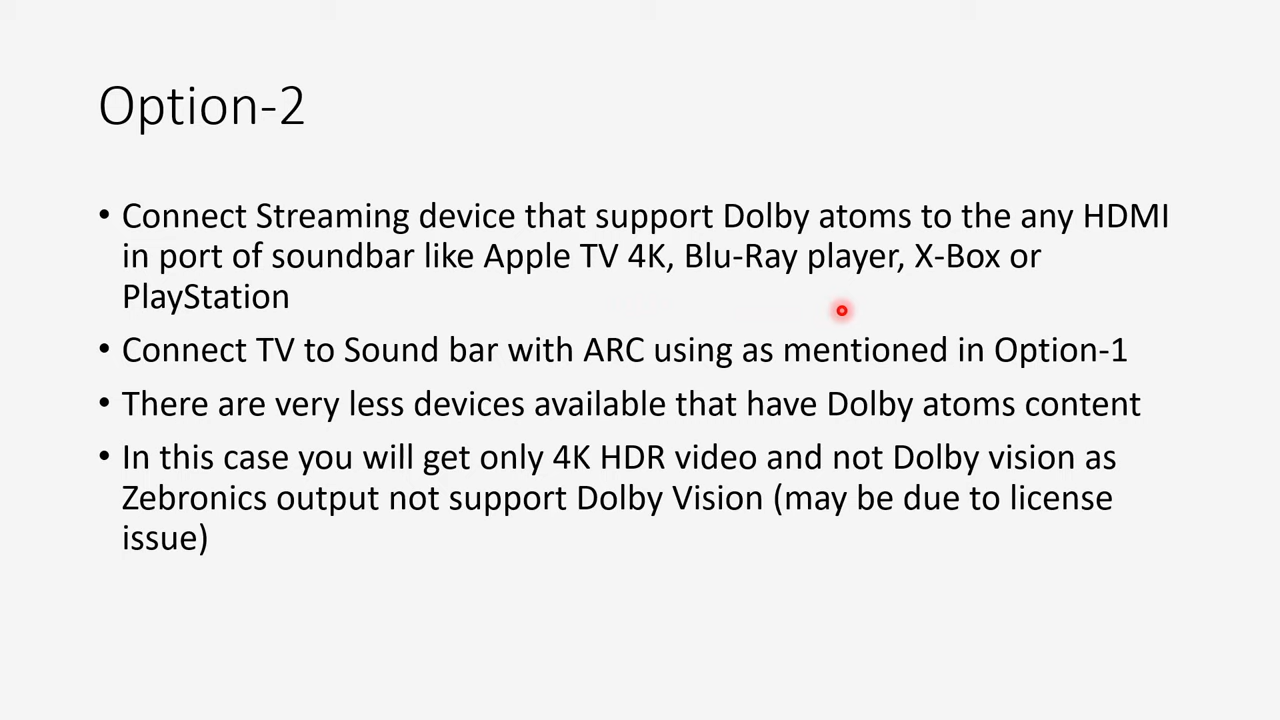 Option-2
• Connect Streaming device that support Dolby atoms to the any HDMI
in port of soundbar like Apple TV 4K, Blu-Ray player, X-Box or
PlayStation
• Connect TV to Sound bar with ARC using as mentioned in Option-1
• There are very less devices available that have Dolby atoms content
• In this case you will get only 4K HDR video and not Dolby vision as
Zebronics output not support Dolby Vision (may be due to license
issue)